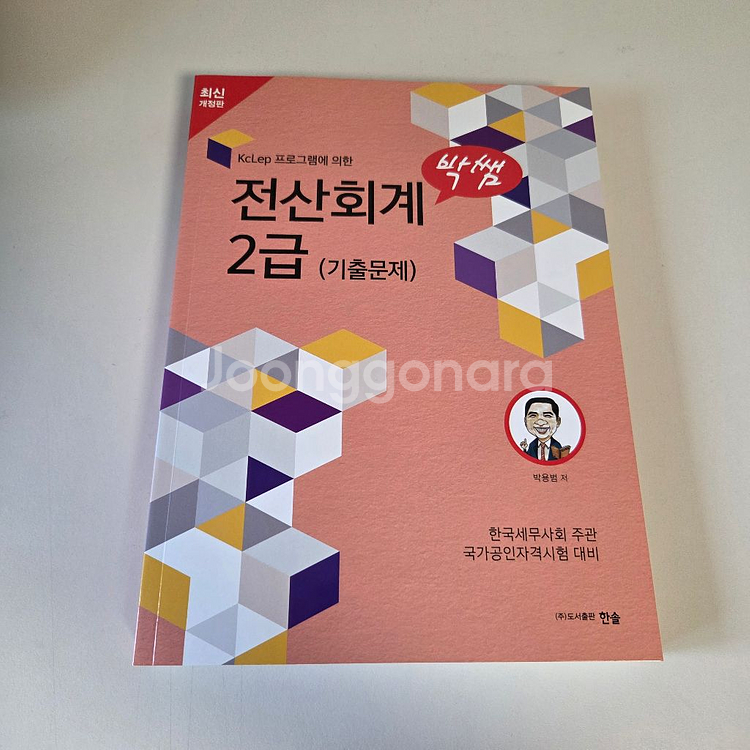 최신
개정판
KcLep 프로그램에 의한
박쌤
전산회계
2급 (기출문제)
Joonggonara
박용범 저
한국세무사회 주관
국가공인자격시험 대비
(주)도서출판 한솔